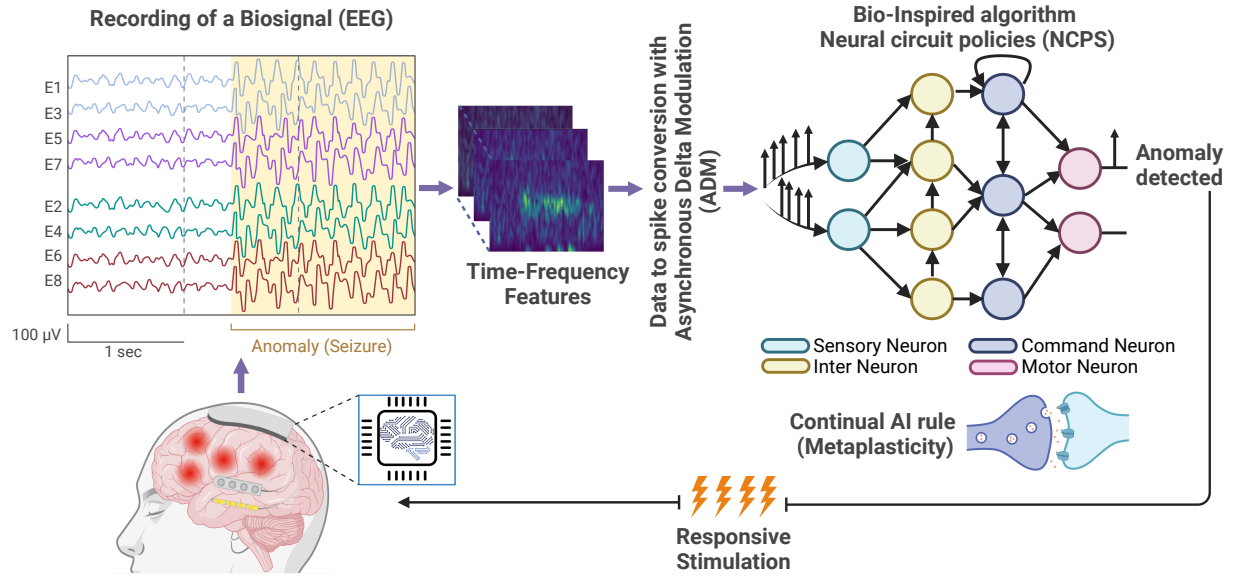 Recording of a Biosignal (EEG)
E1
E3
E5
E7
E2
E4
E6
E8
100 µV
1 sec
Anomaly (Seizure)
Time-Frequency
Features
Data to spike conversion with
Asynchronous Delta Modulation
(ADM)
Bio-Inspired algorithm
Neural circuit policies (NCPS)
Anomaly
detected
Sensory Neuron
Command Neuron
Inter Neuron
Motor Neuron
Continual AI rule
(Metaplasticity)
Responsive
Stimulation